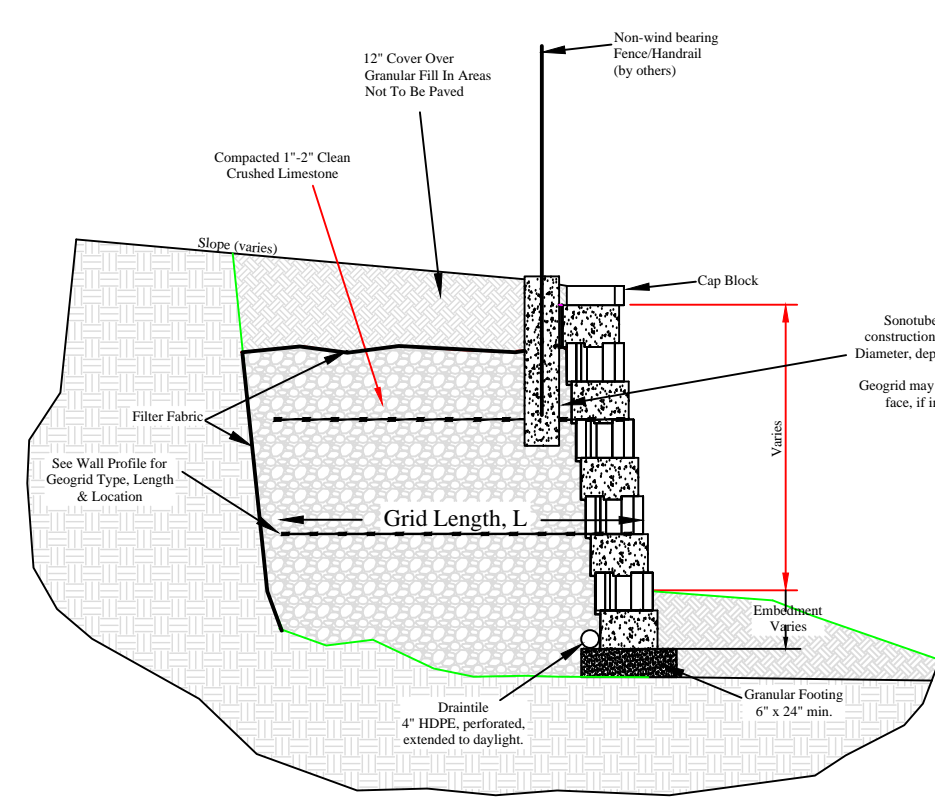 Non-wind bearing
Fence/Handrail
(by others)
12" Cover Over
Granular Fill In Areas
Not To Be Paved
Compacted 1"-2" Clean
Crushed Limestone
Slope (varies)
Cap Block
Sonotube
construction
Diameter, dep
Geogrid may
face, if in
Filter Fabric
Varies
See Wall Profile for
Geogrid Type, Length
& Location
Grid Length, L
Embedment
Varies
Draintile
4" HDPE, perforated,
extended to daylight.
Granular Footing
6" x 24" min.